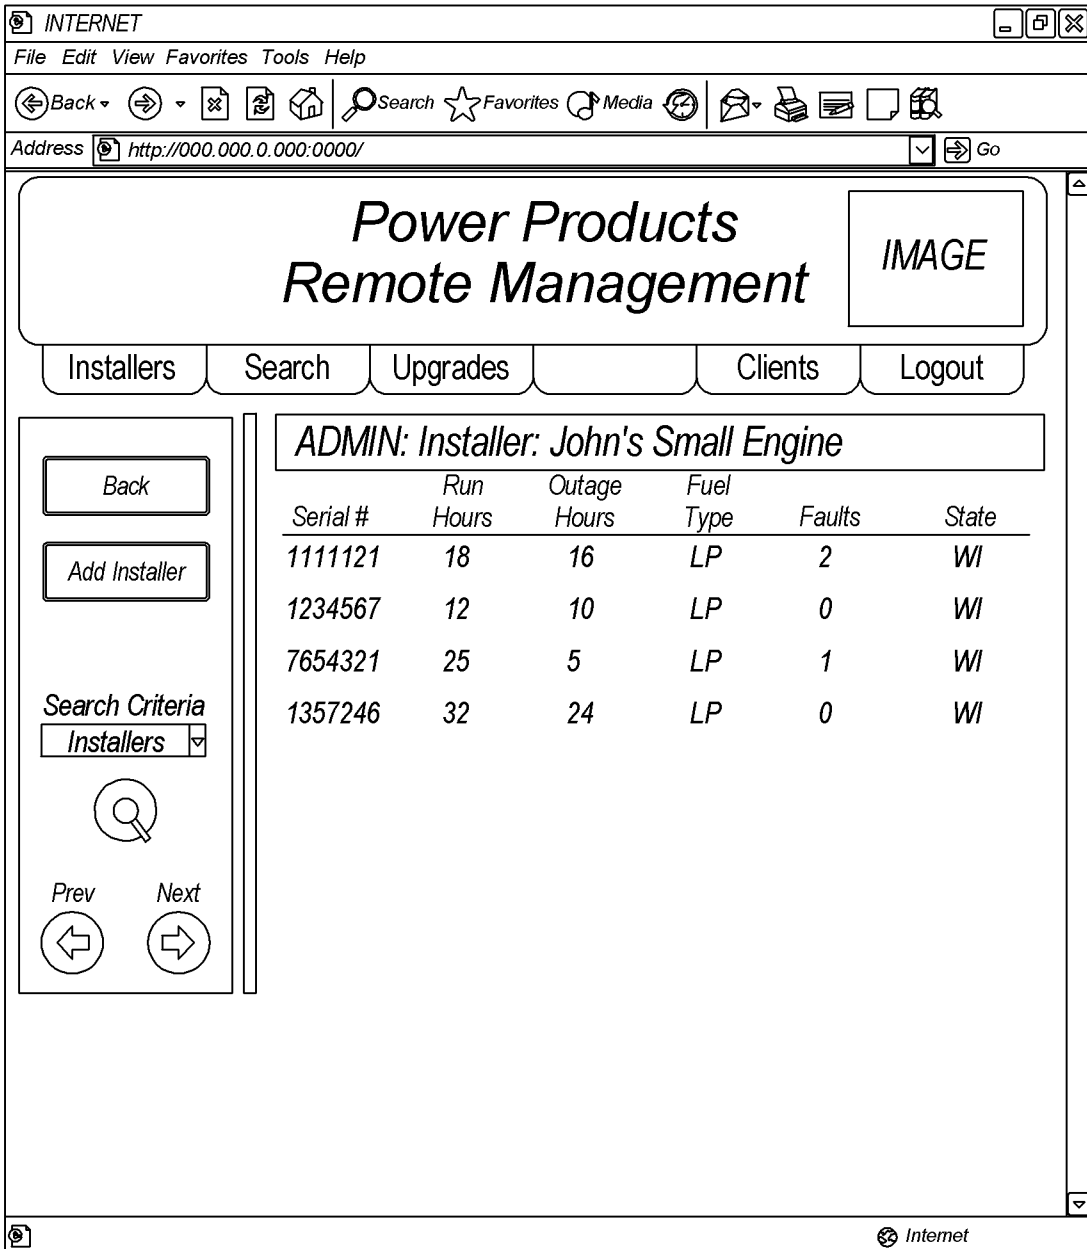 INTERNET
File Edit View Favorites Tools Help
Back Search Favorites Media
Address http://000.000.0.000:0000/ Go
Power Products
Remote Management
IMAGE
Installers Search Upgrades Clients Logout
Back
Add Installer
Search Criteria
Installers
Prev Next
ADMIN: Installer: John's Small Engine
Run Outage Fuel
Serial # Hours Hours Type Faults State
1111121 18 16 LP 2 WI
1234567 12 10 LP 0 WI
7654321 25 5 LP 1 WI
1357246 32 24 LP 0 WI
Internet